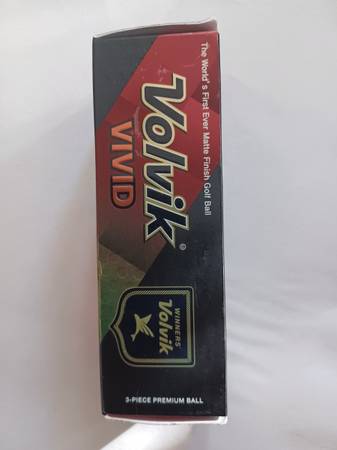 The World's First Ever Matte Finish Golf Ball
Volvik
VIVID
WINNERS'
Volvik
3-PIECE PREMIUM BALL